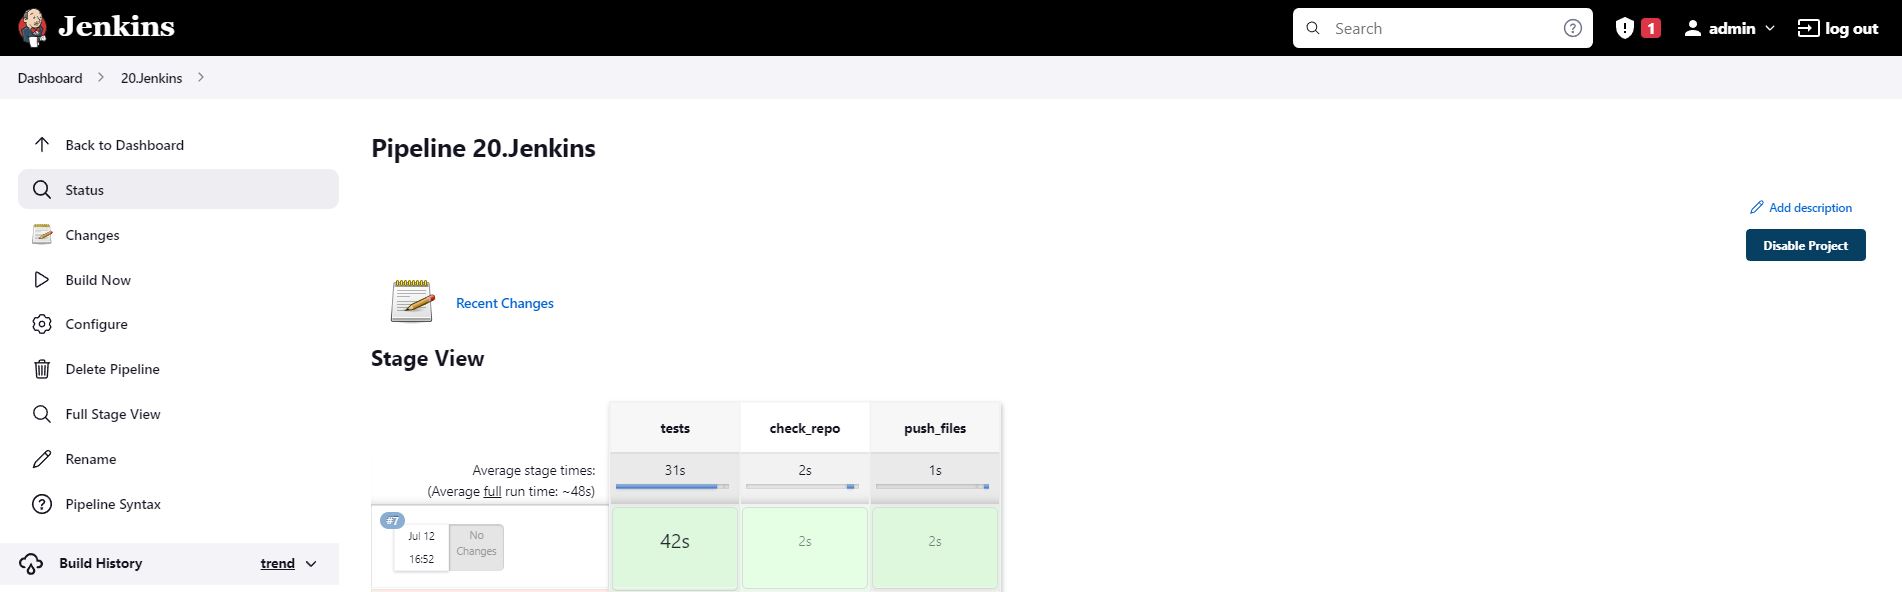 Jenkins
Search
1
admin
log out
Dashboard
20.Jenkins
Back to Dashboard
Status
Changes
Build Now
Configure
Delete Pipeline
Full Stage View
Rename
Pipeline Syntax
Build History
trend
Pipeline 20.Jenkins
Add description
Disable Project
Recent Changes
Stage View
tests check_repo push_files
Average stage times: 31s 2s 1s
(Average full run time: ~48s)
#7
Jul 12
16:52
No
Changes
42s 2s 2s